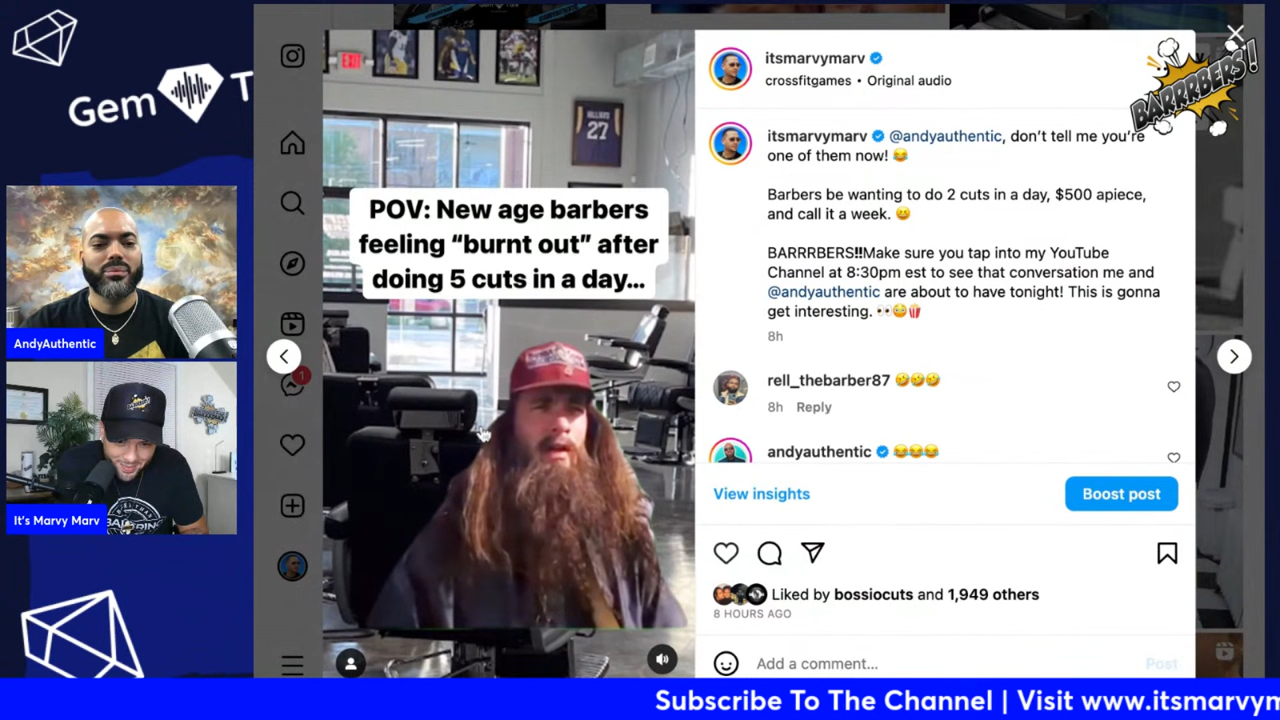 Gem T
BARRRBERS!
EXIT
27
POV: New age barbers
feeling “burnt out” after
doing 5 cuts in a day...
itsmarvymarv
crossfitgames • Original audio
itsmarvymarv @andyauthentic, don’t tell me you’re
one of them now! 😂
Barbers be wanting to do 2 cuts in a day, $500 apiece,
and call it a week. 😄
BARRRBERS‼️Make sure you tap into my YouTube
Channel at 8:30pm est to see that conversation me and
@andyauthentic are about to have tonight! This is gonna
get interesting. 👀😳🍿
8h
rell_thebarber87 🤣🤣🤣
8h Reply
andyauthentic 😂😂😂
View insights
Boost post
Liked by bossiocuts and 1,949 others
8 HOURS AGO
Add a comment...
Post
1
AndyAuthentic
It's Marvy Marv
Subscribe To The Channel | Visit www.itsmarvym